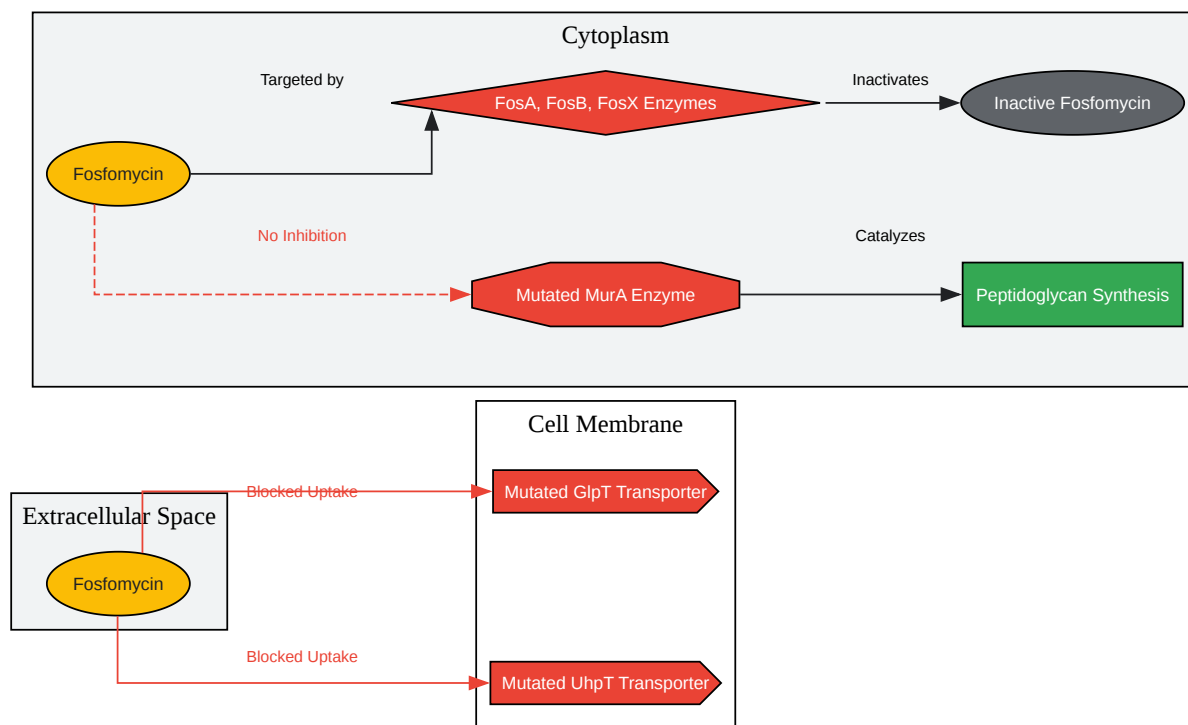 Cytoplasm
Targeted by
Inactivates
FosA, FosB, FosX Enzymes
Inactive Fosfomycin
Fosfomycin
No Inhibition
Catalyzes
Mutated MurA Enzyme
Peptidoglycan Synthesis
Cell Membrane
Blocked Uptake
Mutated GlpT Transporter
Extracellular Space
Fosfomycin
Blocked Uptake
Mutated UhpT Transporter